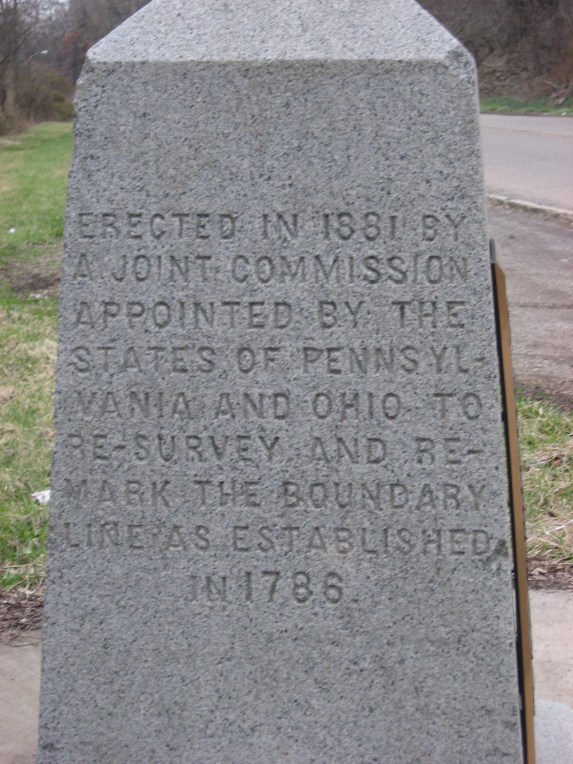 ERECTED IN 1881 BY
A JOINT COMMISSION
APPOINTED BY THE
STATES OF PENNSYL-
VANIA AND OHIO TO
RE-SURVEY AND RE-
MARK THE BOUNDARY
LINE AS ESTABLISHED
IN 1786.